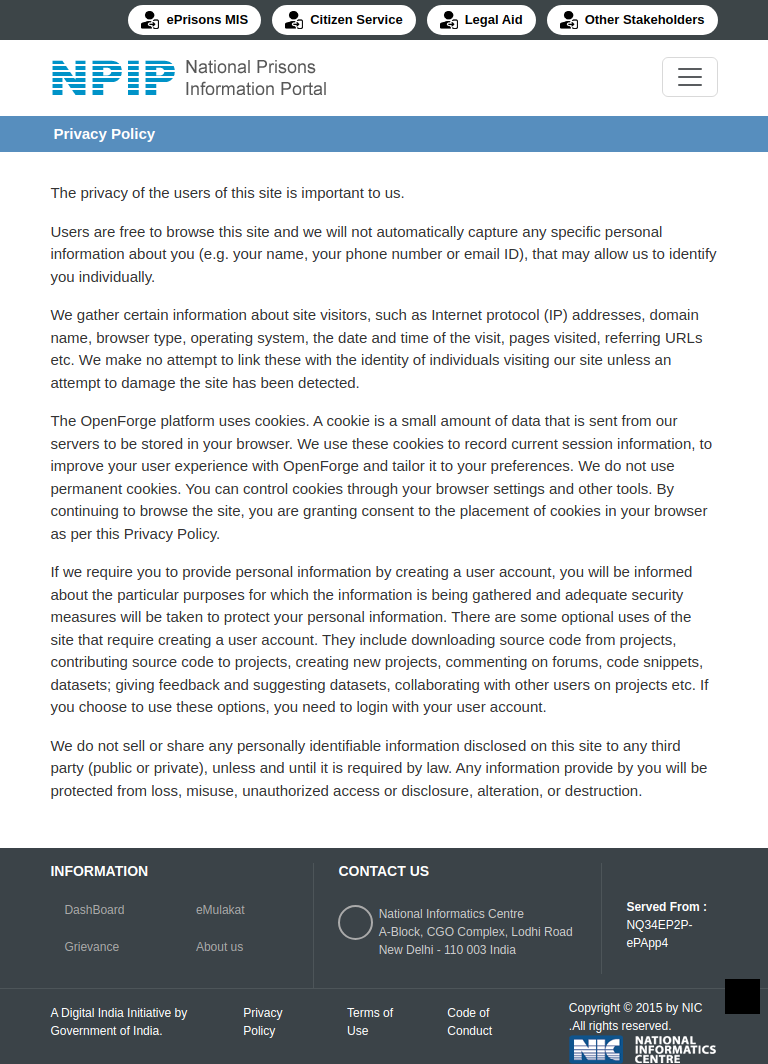 ePrisons MIS Citizen Service Legal Aid Other Stakeholders
NPIP National Prisons
Information Portal
Privacy Policy
The privacy of the users of this site is important to us.
Users are free to browse this site and we will not automatically capture any specific personal
information about you (e.g. your name, your phone number or email ID), that may allow us to identify
you individually.
We gather certain information about site visitors, such as Internet protocol (IP) addresses, domain
name, browser type, operating system, the date and time of the visit, pages visited, referring URLs
etc. We make no attempt to link these with the identity of individuals visiting our site unless an
attempt to damage the site has been detected.
The OpenForge platform uses cookies. A cookie is a small amount of data that is sent from our
servers to be stored in your browser. We use these cookies to record current session information, to
improve your user experience with OpenForge and tailor it to your preferences. We do not use
permanent cookies. You can control cookies through your browser settings and other tools. By
continuing to browse the site, you are granting consent to the placement of cookies in your browser
as per this Privacy Policy.
If we require you to provide personal information by creating a user account, you will be informed
about the particular purposes for which the information is being gathered and adequate security
measures will be taken to protect your personal information. There are some optional uses of the
site that require creating a user account. They include downloading source code from projects,
contributing source code to projects, creating new projects, commenting on forums, code snippets,
datasets; giving feedback and suggesting datasets, collaborating with other users on projects etc. If
you choose to use these options, you need to login with your user account.
We do not sell or share any personally identifiable information disclosed on this site to any third
party (public or private), unless and until it is required by law. Any information provide by you will be
protected from loss, misuse, unauthorized access or disclosure, alteration, or destruction.
INFORMATION
DashBoard eMulakat
Grievance About us
CONTACT US
National Informatics Centre
A-Block, CGO Complex, Lodhi Road
New Delhi - 110 003 India
Served From :
NQ34EP2P-
ePApp4
A Digital India Initiative by
Government of India.
Privacy
Policy
Terms of
Use
Code of
Conduct
Copyright © 2015 by NIC
.All rights reserved.
NIC NATIONAL
INFORMATICS
CENTRE